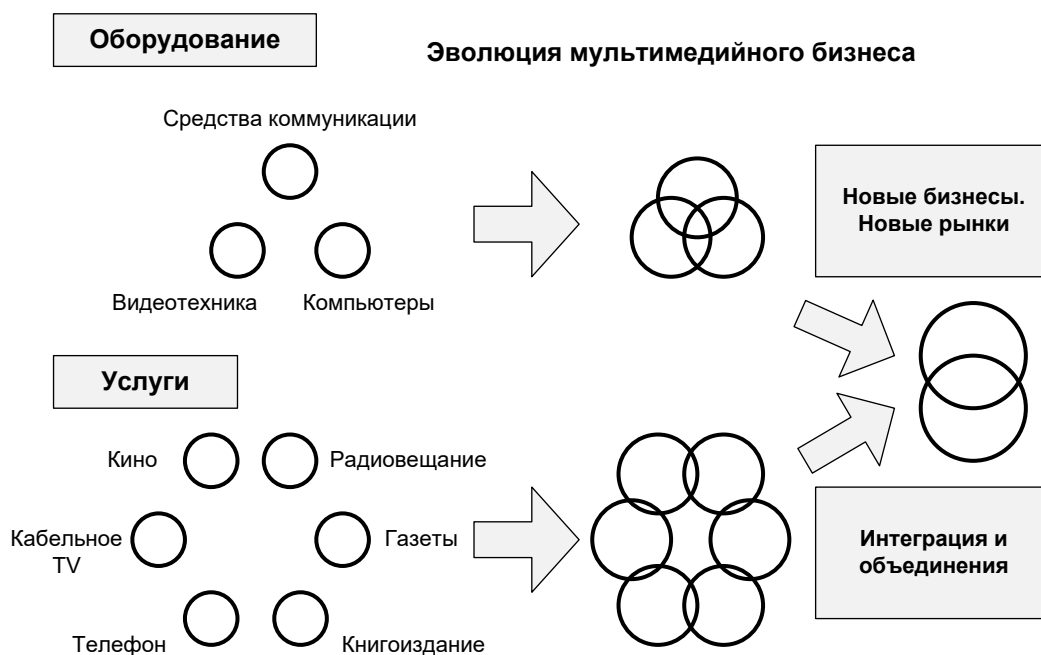 Оборудование
Эволюция мультимедийного бизнеса
Средства коммуникации
Видеотехника
Компьютеры
Новые бизнесы.
Новые рынки
Услуги
Кино
Радиовещание
Кабельное
TV
Газеты
Телефон
Книгоиздание
Интеграция и
объединения